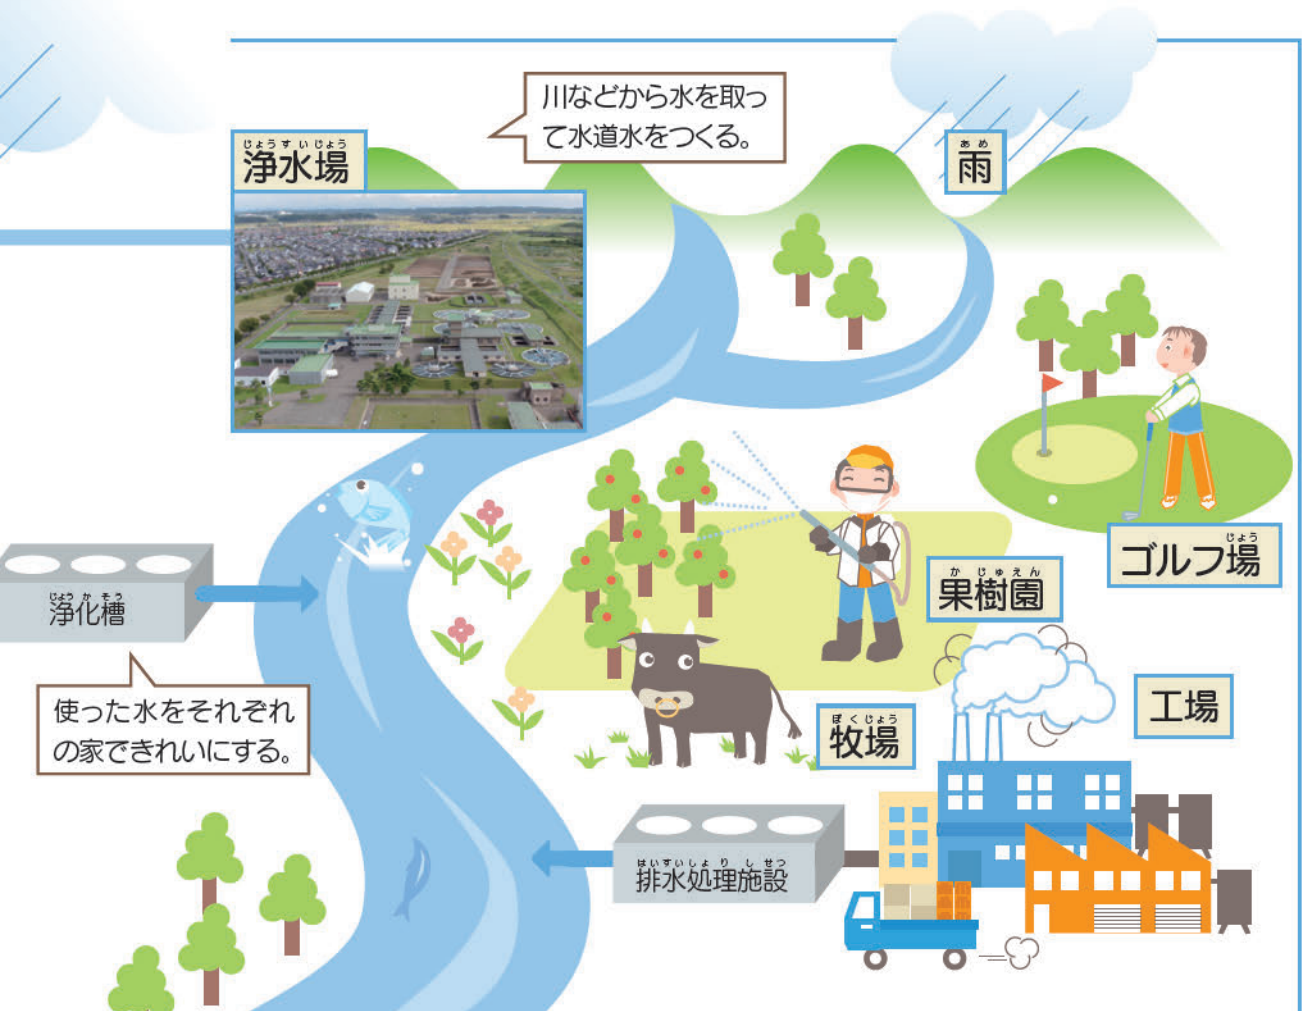 川などから水を取っ
て水道水をつくる。
じょうすいじょう
浄水場
あめ
雨
ゴルフ場
じょう
かじゅえん
果樹園
じょうかそう
浄化槽
使った水をそれぞれ
の家できれいにする。
ぼくじょう
牧場
工場
はいすいしょりしせつ
排水処理施設